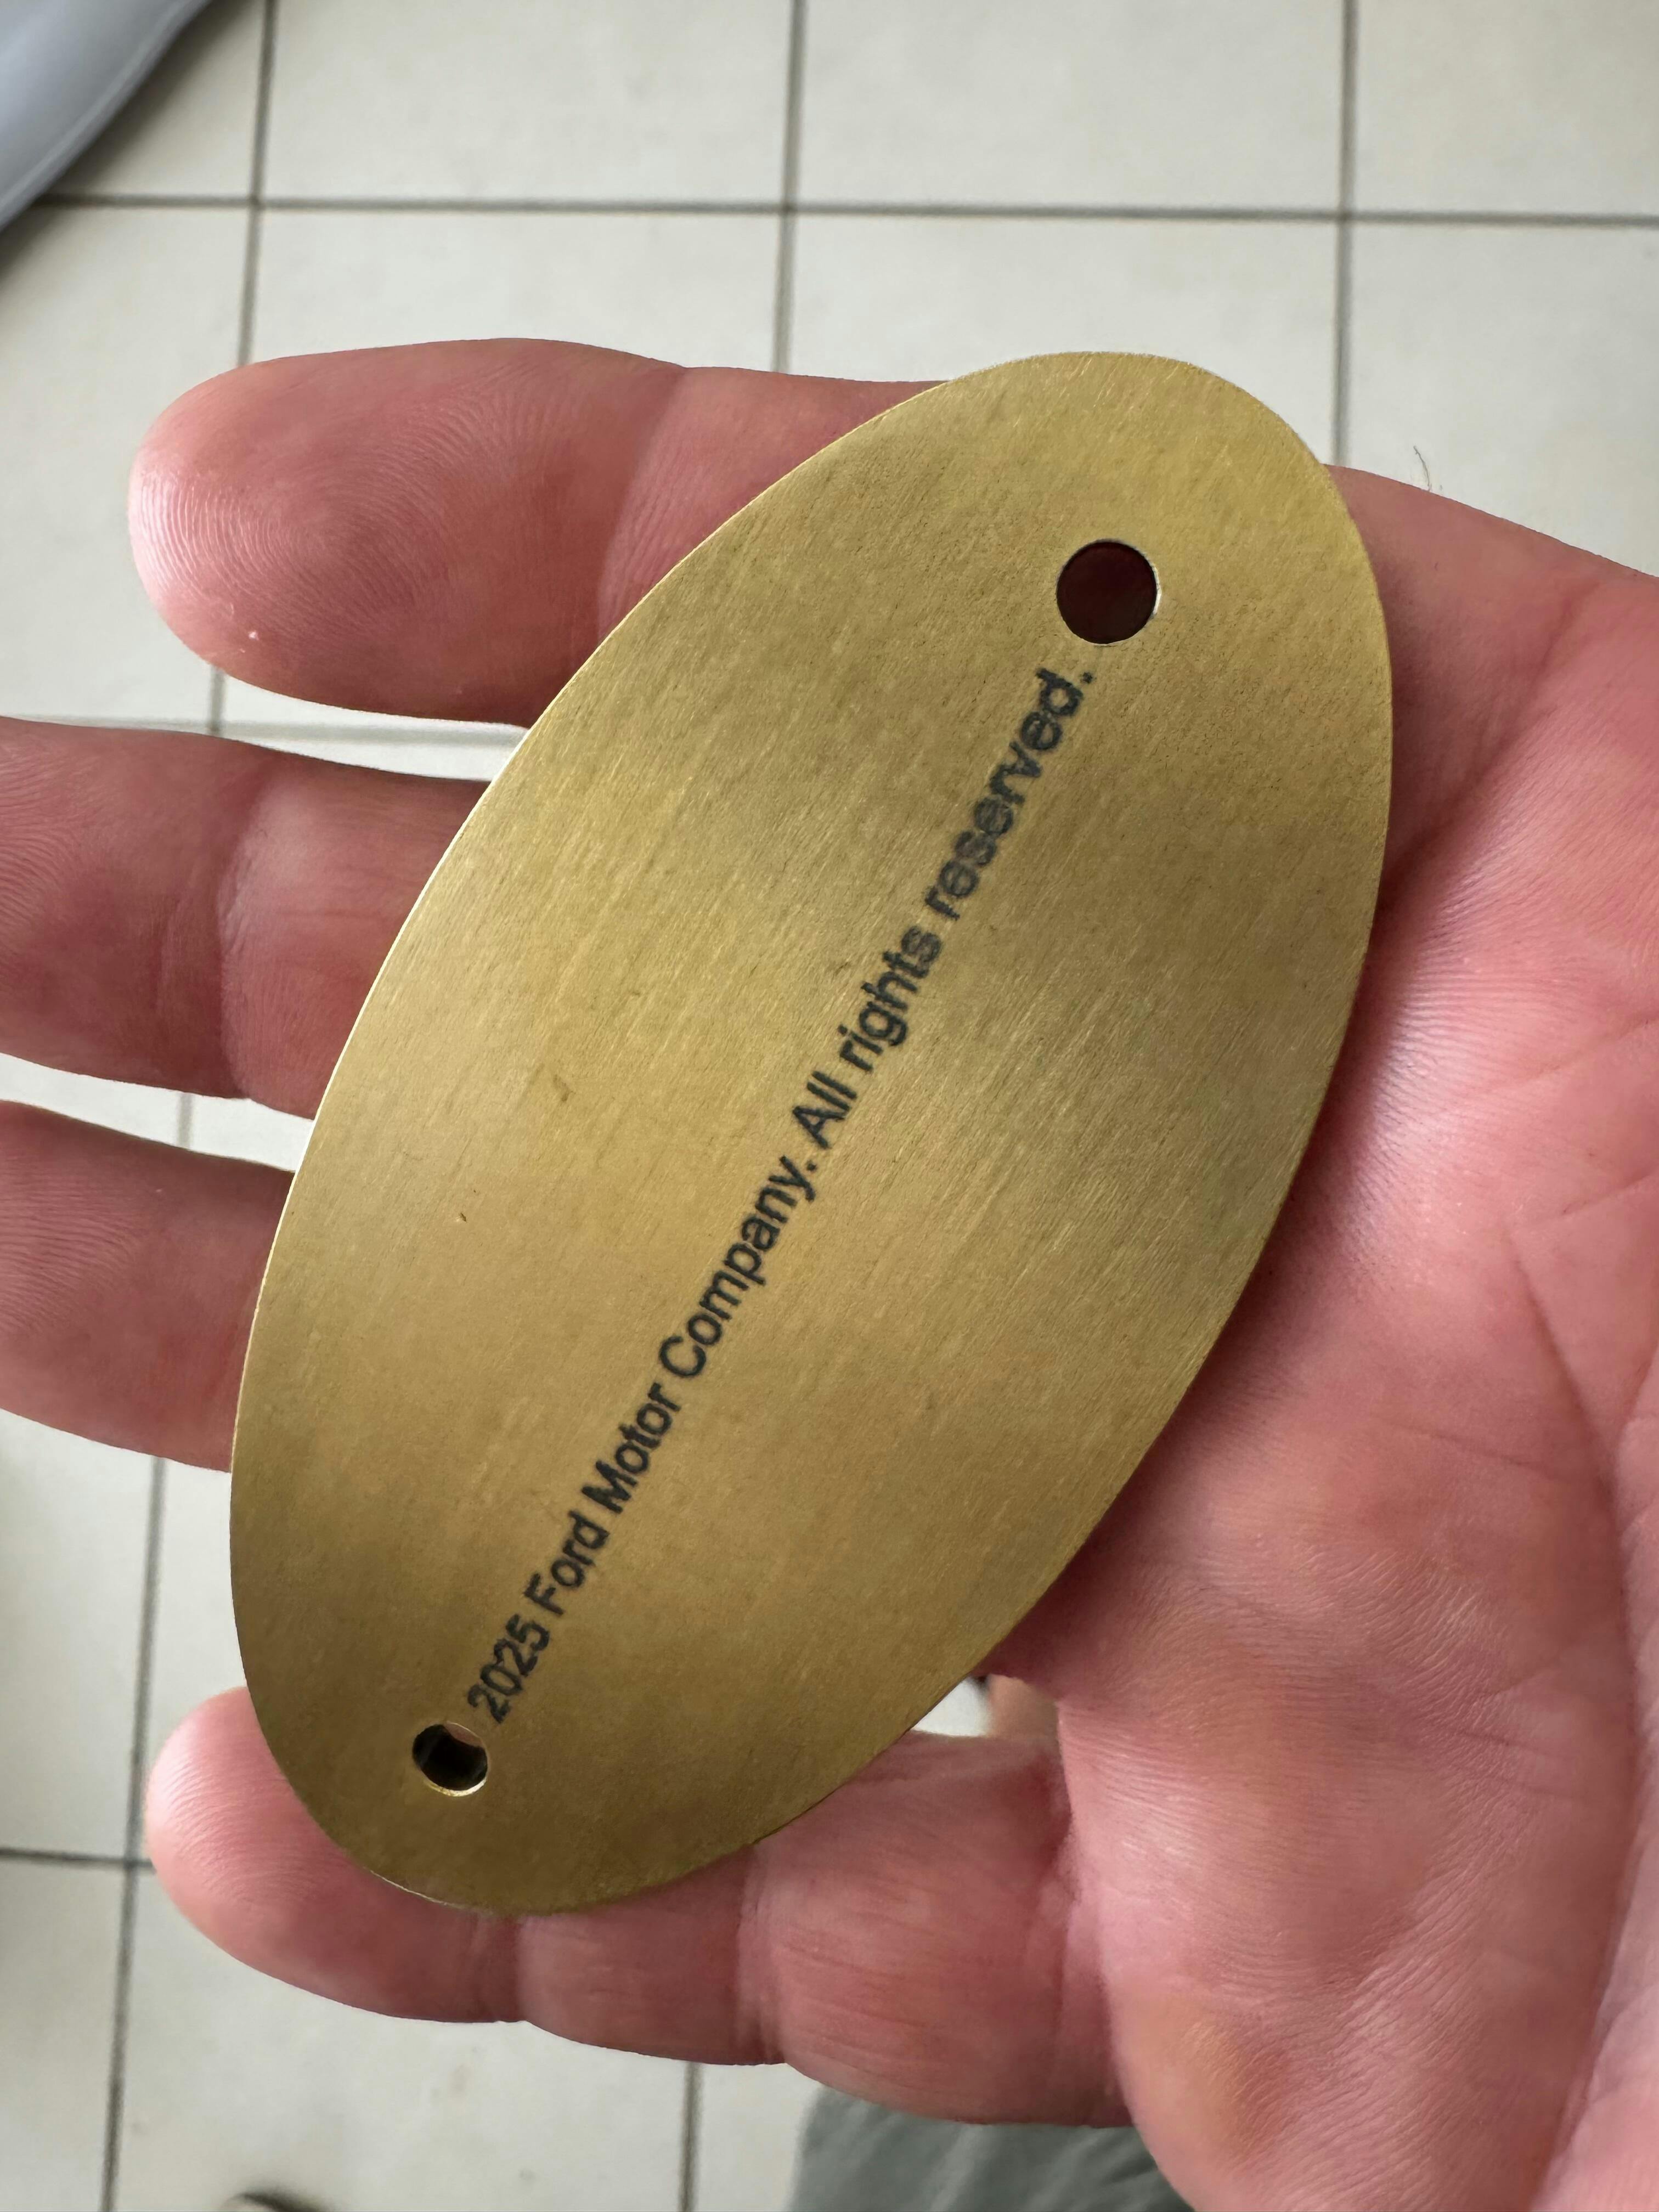 2025 Ford Motor Company. All rights reserved.